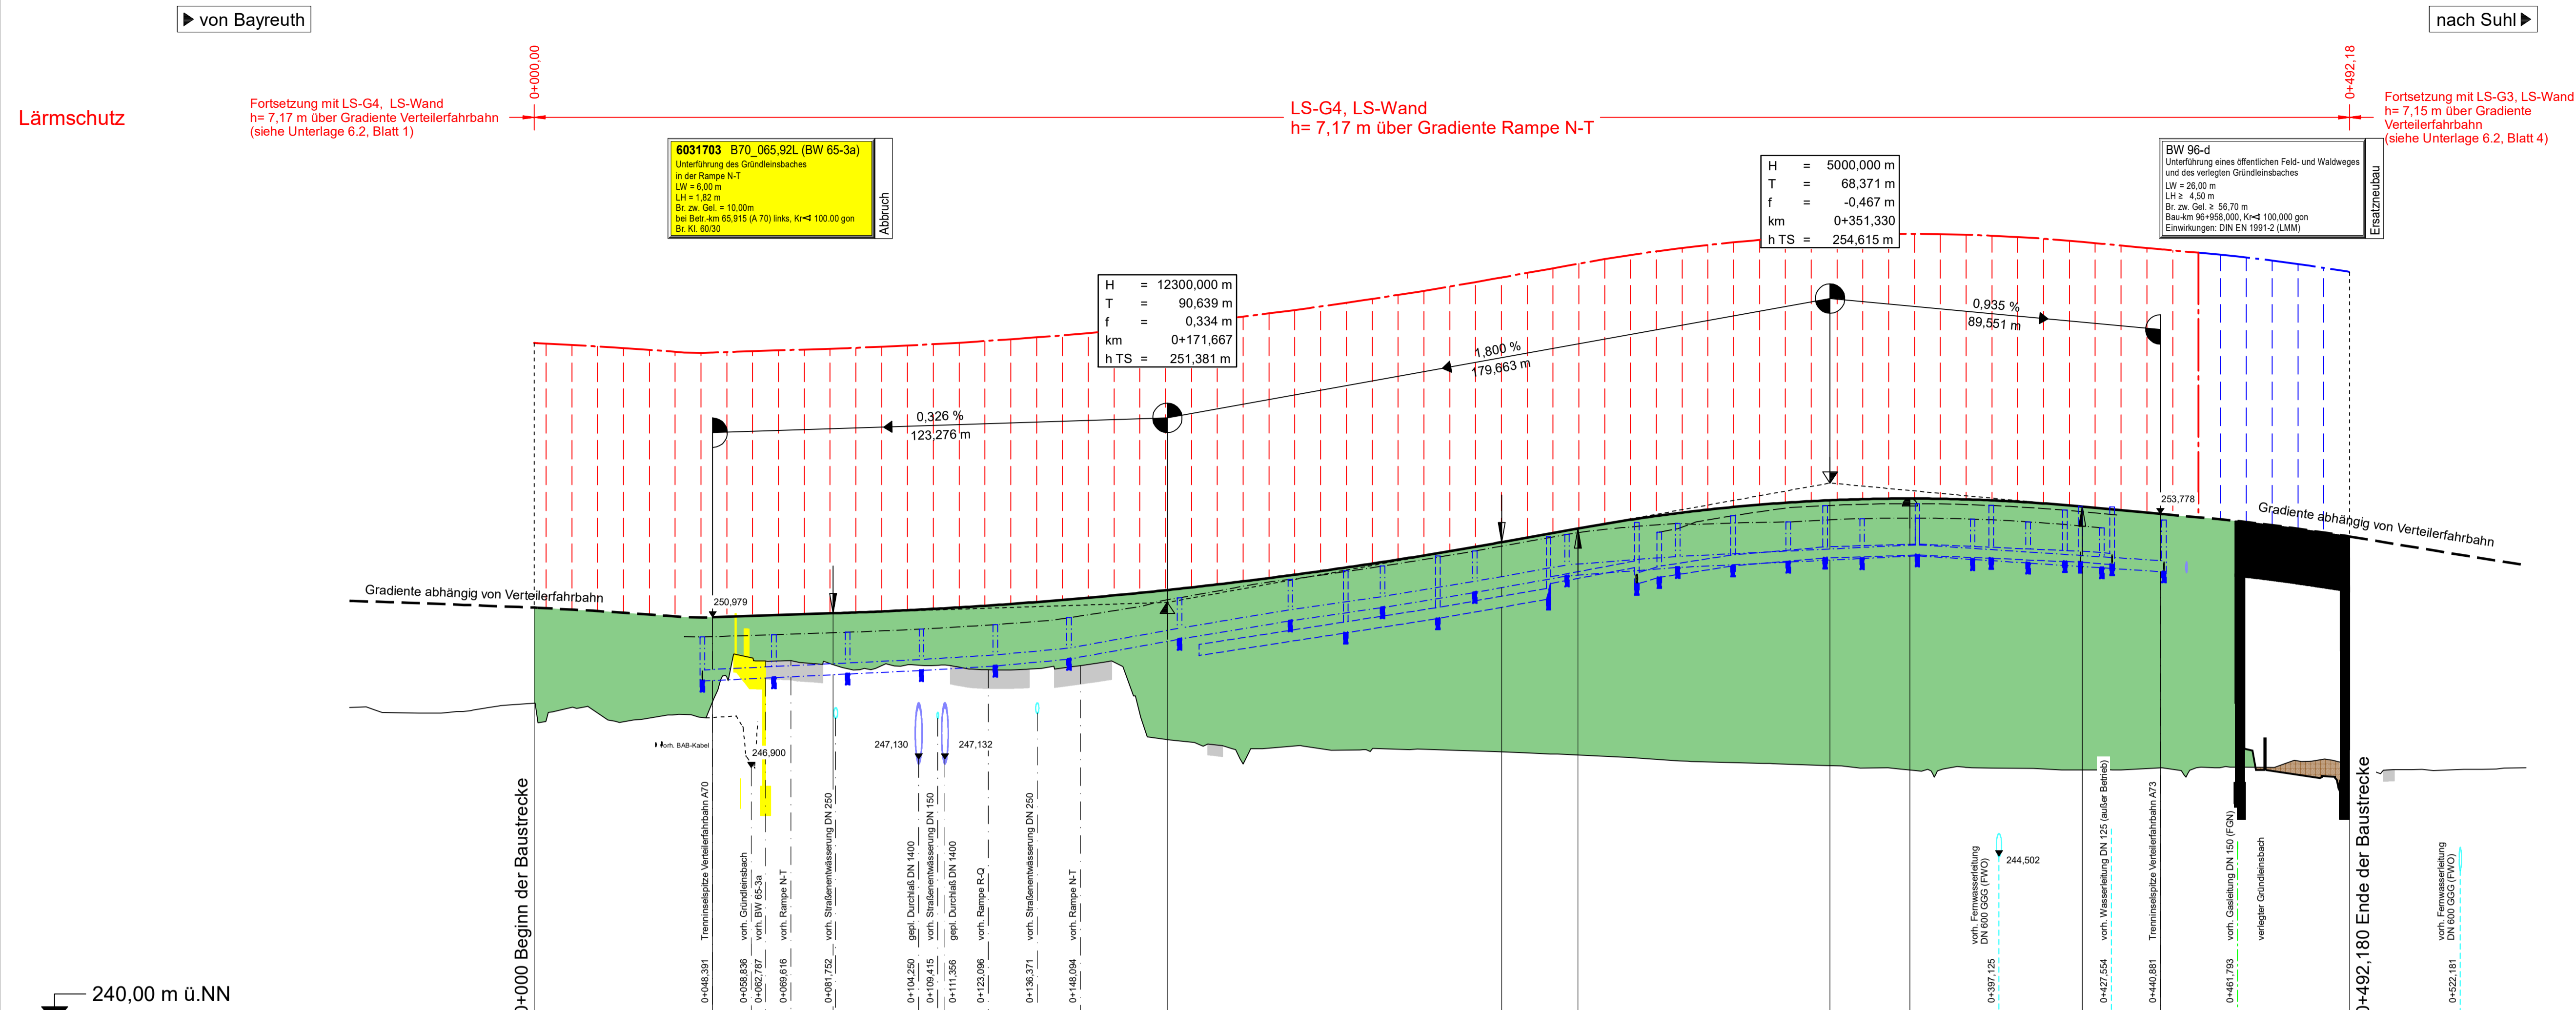 von Bayreuth
nach Suhl
Lärmschutz
Fortsetzung mit LS-G4, LS-Wand
h= 7,17 m über Gradiente Verteilerfahrbahn
(siehe Unterlage 6.2, Blatt 1)
0+000,00
LS-G4, LS-Wand
h= 7,17 m über Gradiente Rampe N-T
0+492,18
Fortsetzung mit LS-G3, LS-Wand
h= 7,15 m über Gradiente
Verteilerfahrbahn
(siehe Unterlage 6.2, Blatt 4)
6031703 B70_065,92L (BW 65-3a)
Unterführung des Gründleinsbaches
in der Rampe N-T
LW = 6,00 m
LH = 1,82 m
Br. zw. Gel. = 10,00m
bei Betr.-km 65,915 (A 70) links, Kr∢ 100.00 gon
Br. Kl. 60/30
Abbruch
H = 12300,000 m
T = 90,639 m
f = 0,334 m
km 0+171,667
h TS = 251,381 m
H = 5000,000 m
T = 68,371 m
f = -0,467 m
km 0+351,330
h TS = 254,615 m
BW 96-d
Unterführung eines öffentlichen Feld- und Waldweges
und des verlegten Gründleinsbaches
LW = 26,00 m
LH ≥ 4,50 m
Br. zw. Gel. ≥ 56,70 m
Bau-km 96+958,000, Kr∢ 100,000 gon
Einwirkungen: DIN EN 1991-2 (LMM)
Ersatzneubau
0,326 %
123,276 m
1,800 %
179,663 m
0,935 %
89,551 m
Gradiente abhängig von Verteilerfahrbahn
250,979
253,778
Gradiente abhängig von Verteilerfahrbahn
vorh. BAB-Kabel
246,900
247,130
247,132
244,502
0+000 Beginn der Baustrecke
0+048,391 Trenninselspitze Verteilerfahrbahn A70
0+058,836 vorh. Gründleinsbach
0+062,787 vorh. BW 65-3a
0+069,616 vorh. Rampe N-T
0+081,752 vorh. Straßenentwässerung DN 250
0+104,250 gepl. Durchlaß DN 1400
0+109,415 vorh. Straßenentwässerung DN 150
0+111,356 gepl. Durchlaß DN 1400
0+123,096 vorh. Rampe R-Q
0+136,371 vorh. Straßenentwässerung DN 250
0+148,094 vorh. Rampe N-T
0+397,125 vorh. Fernwasserleitung
DN 600 GGG (FWO)
0+427,554 vorh. Wasserleitung DN 125 (außer Betrieb)
0+440,881 Trenninselspitze Verteilerfahrbahn A73
0+461,793 vorh. Gasleitung DN 150 (FGN)
verlegter Gründleinsbach
0+492,180 Ende der Baustrecke
0+522,181 vorh. Fernwasserleitung
DN 600 GGG (FWO)
240,00 m ü.NN